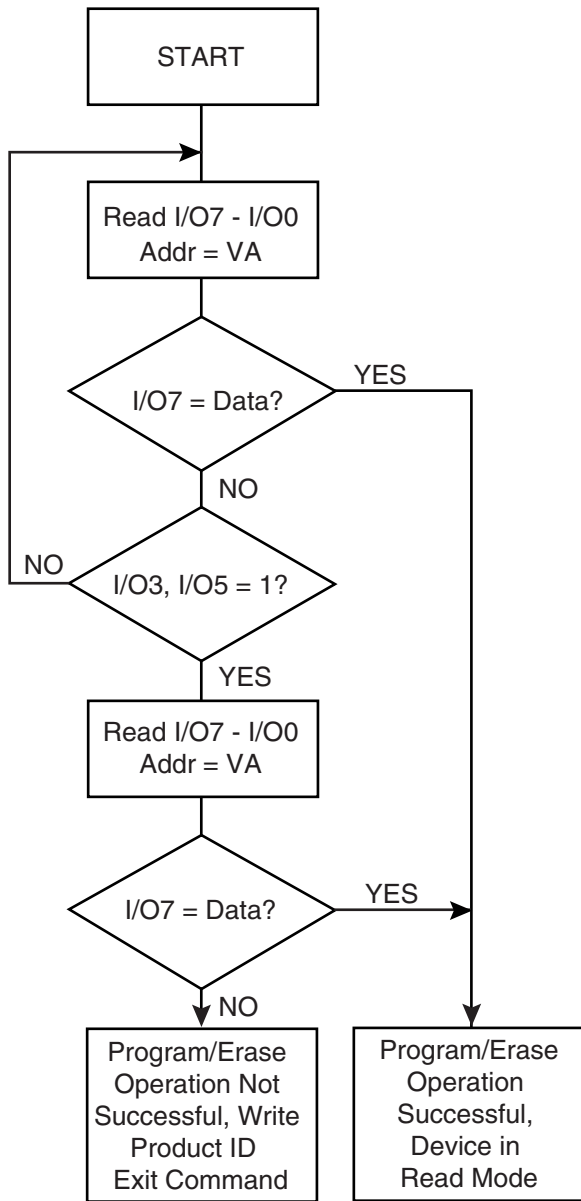 START
Read I/O7 - I/O0
Addr = VA
I/O7 = Data?
YES
NO
I/O3, I/O5 = 1?
NO
YES
Read I/O7 - I/O0
Addr = VA
I/O7 = Data?
YES
NO
Program/Erase
Operation Not
Successful, Write
Product ID
Exit Command
Program/Erase
Operation
Successful,
Device in
Read Mode